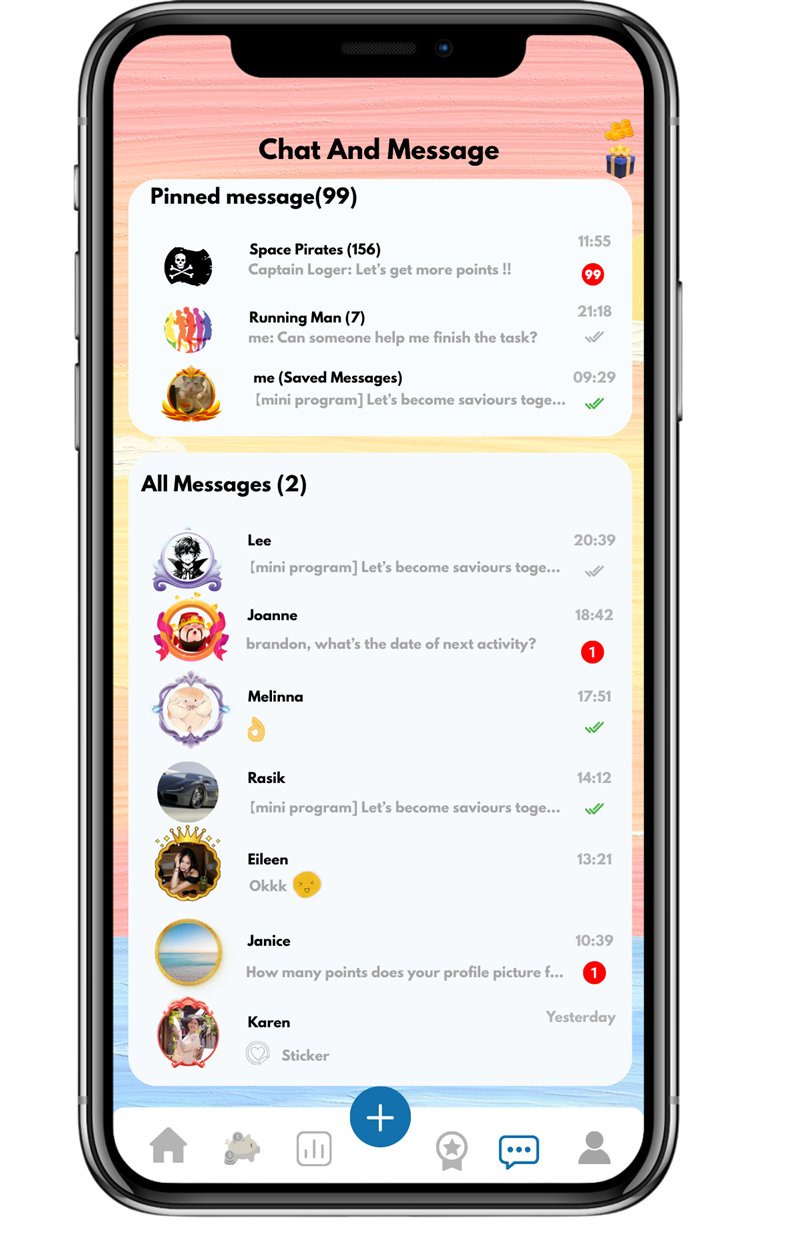 Chat And Message
Pinned message(99)
Space Pirates (156)
11:55
Captain Loger: Let's get more points !!
99
Running Man (7)
21:18
me: Can someone help me finish the task?
me (Saved Messages)
09:29
[mini program] Let's become saviours toge...
All Messages (2)
Lee
20:39
[mini program] Let's become saviours toge...
Joanne
18:42
brandon, what's the date of next activity?
1
Melinna
17:51
Rasik
14:12
[mini program] Let's become saviours toge...
Eileen
13:21
Okkk
Janice
10:39
How many points does your profile picture f...
1
Karen
Yesterday
Sticker